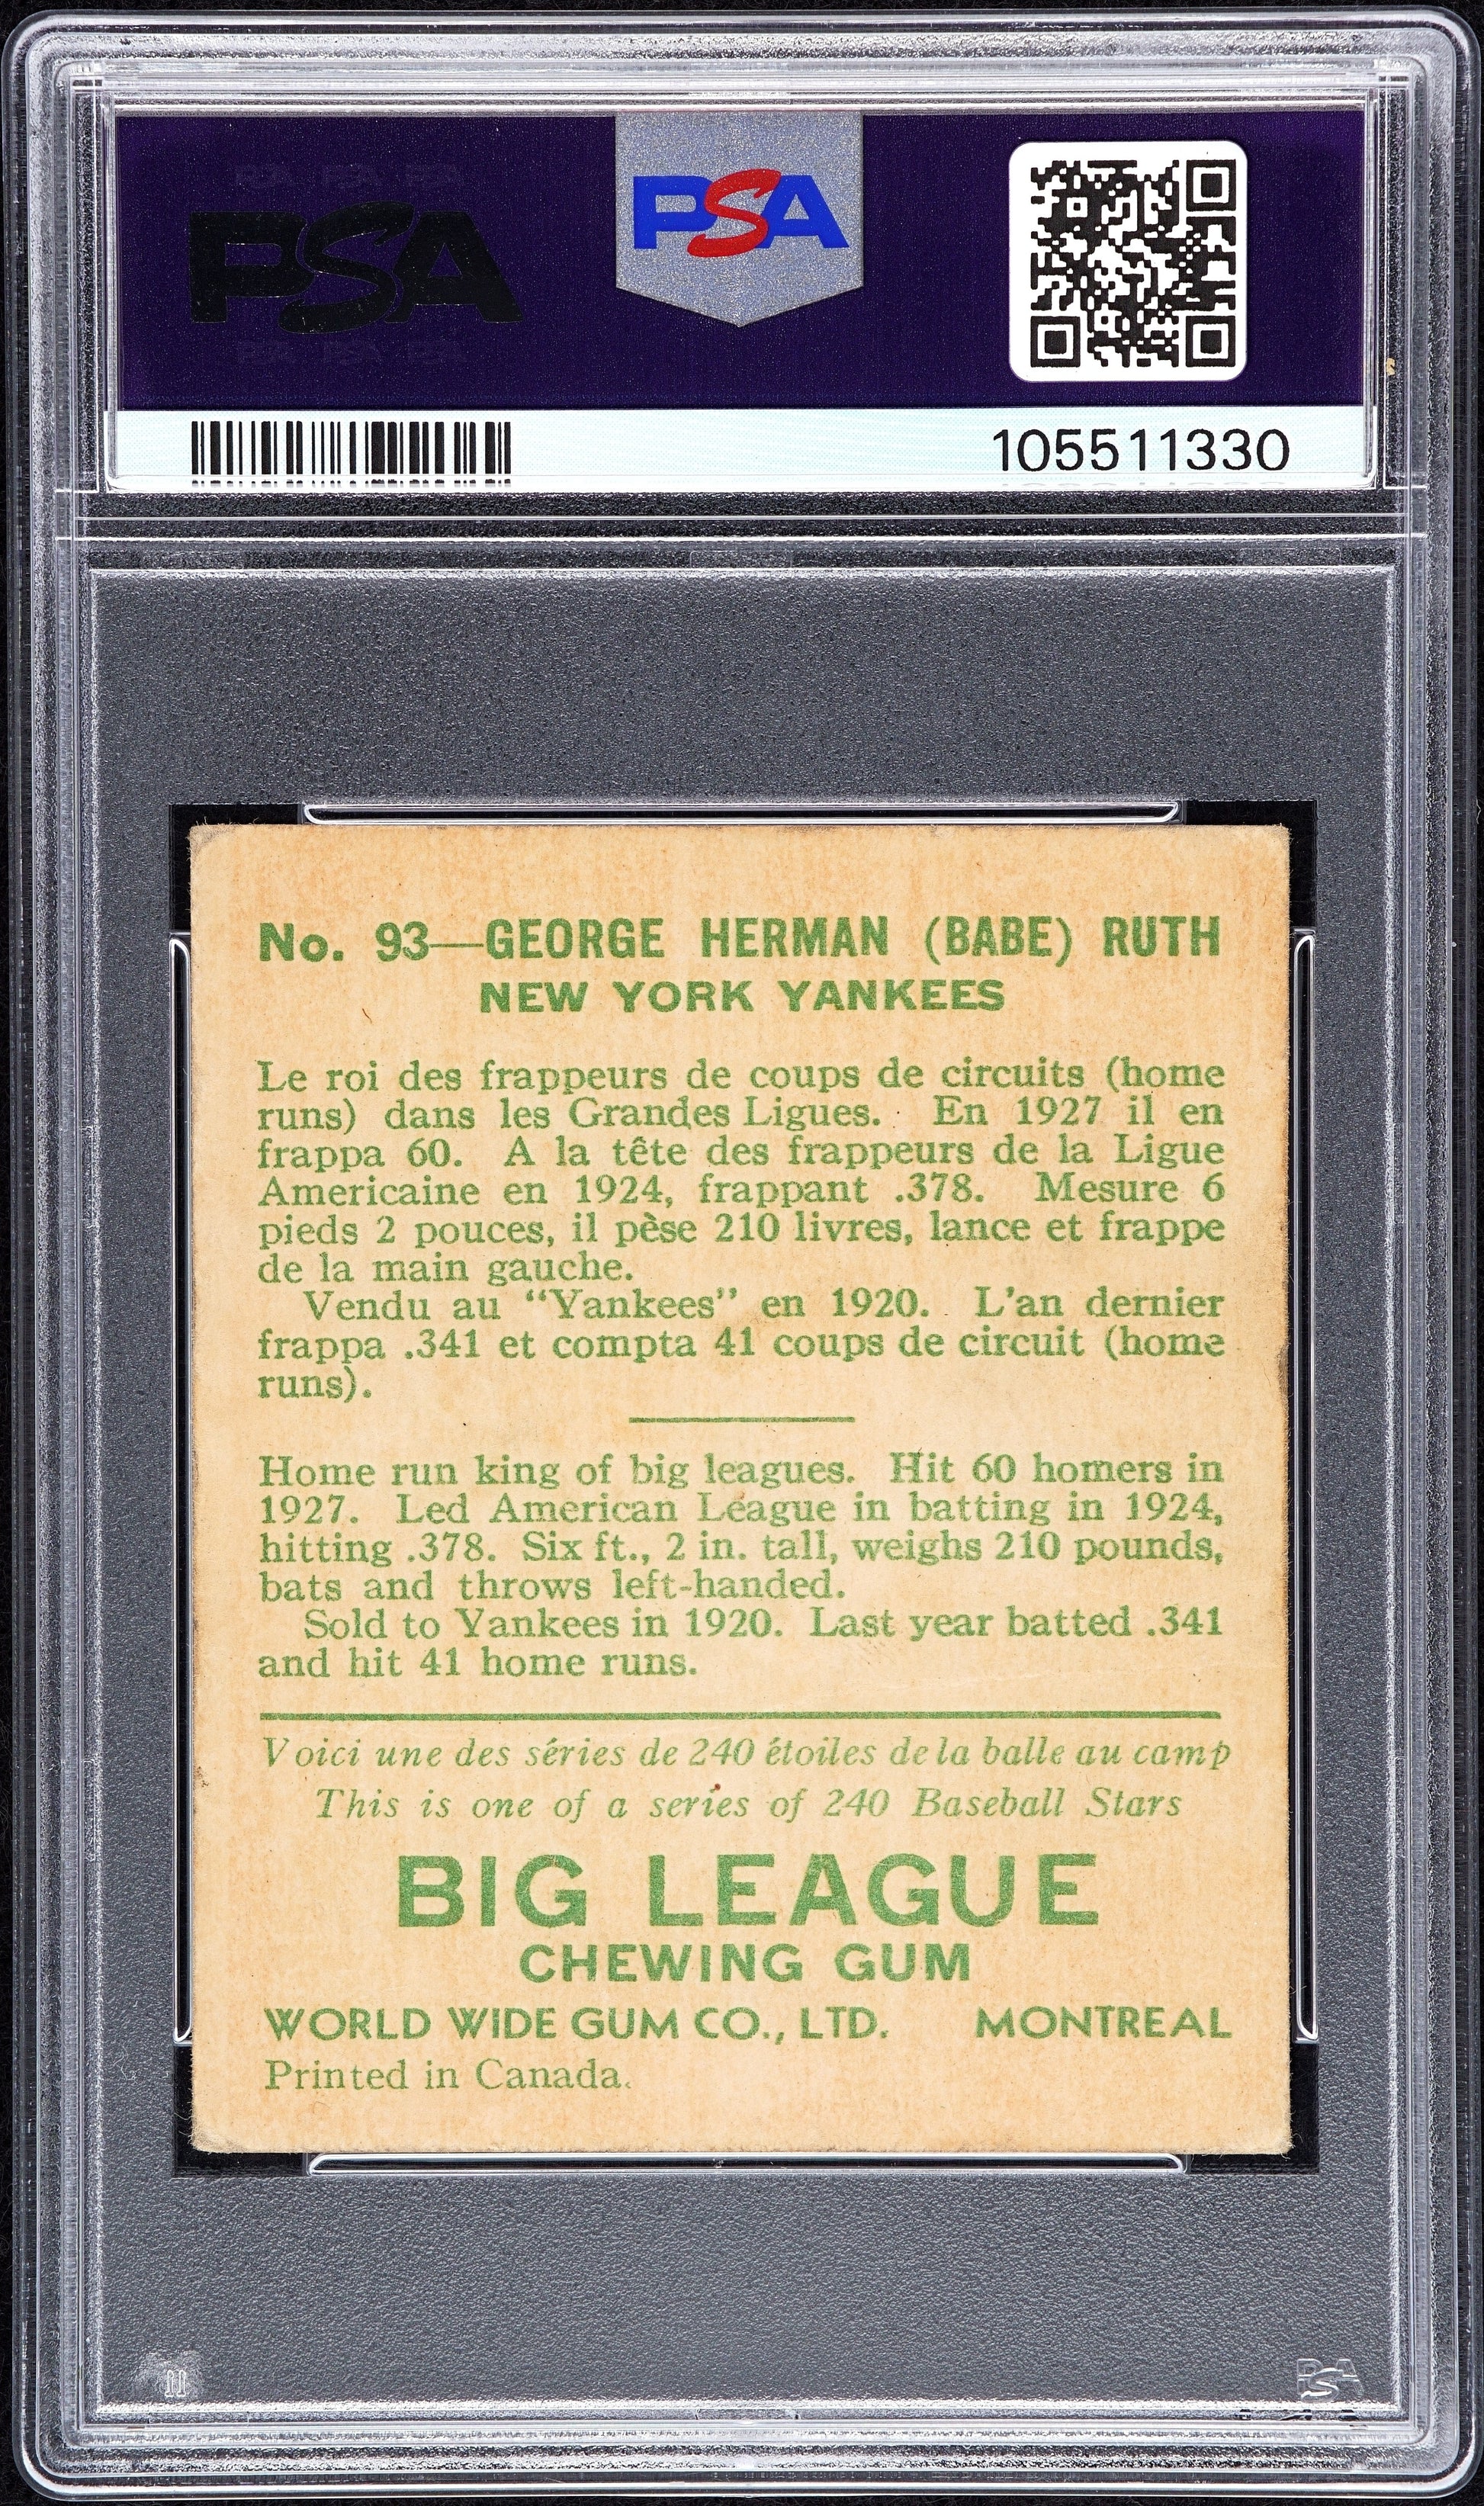 PSA
PSA
105511330
No. 93—GEORGE HERMAN (BABE) RUTH
NEW YORK YANKEES
Le roi des frappeurs de coups de circuits (home
runs) dans les Grandes Ligues. En 1927 il en
frappa 60. A la tête des frappeurs de la Ligue
Americaine en 1924, frappant .378. Mesure 6
pieds 2 pouces, il pèse 210 livres, lance et frappe
de la main gauche.
Vendu au "Yankees" en 1920. L'an dernier
frappa .341 et compta 41 coups de circuit (home
runs).
Home run king of big leagues. Hit 60 homers in
1927. Led American League in batting in 1924,
hitting .378. Six ft., 2 in. tall, weighs 210 pounds,
bats and throws left-handed.
Sold to Yankees in 1920. Last year batted .341
and hit 41 home runs.
Voici une des séries de 240 étoiles de la balle au camp
This is one of a series of 240 Baseball Stars
BIG LEAGUE
CHEWING GUM
WORLD WIDE GUM CO., LTD. MONTREAL
Printed in Canada.
PSA